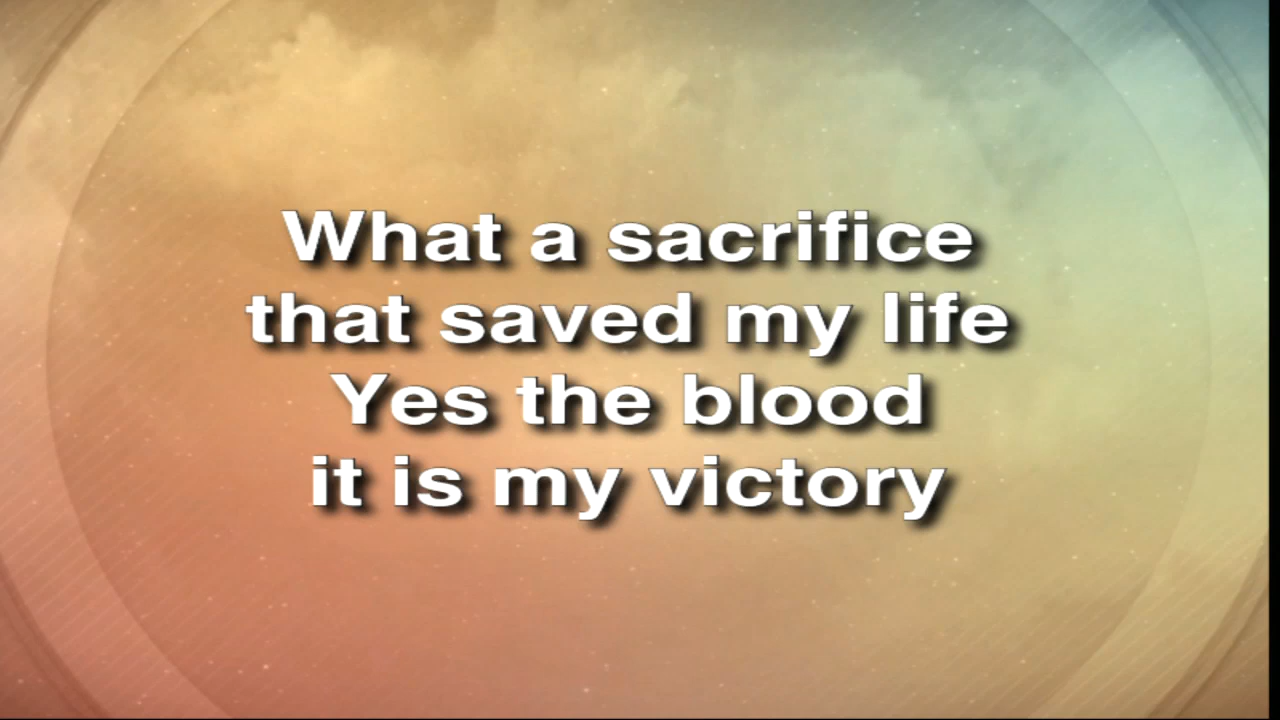 What a sacrifice
that saved my life
Yes the blood
it is my victory